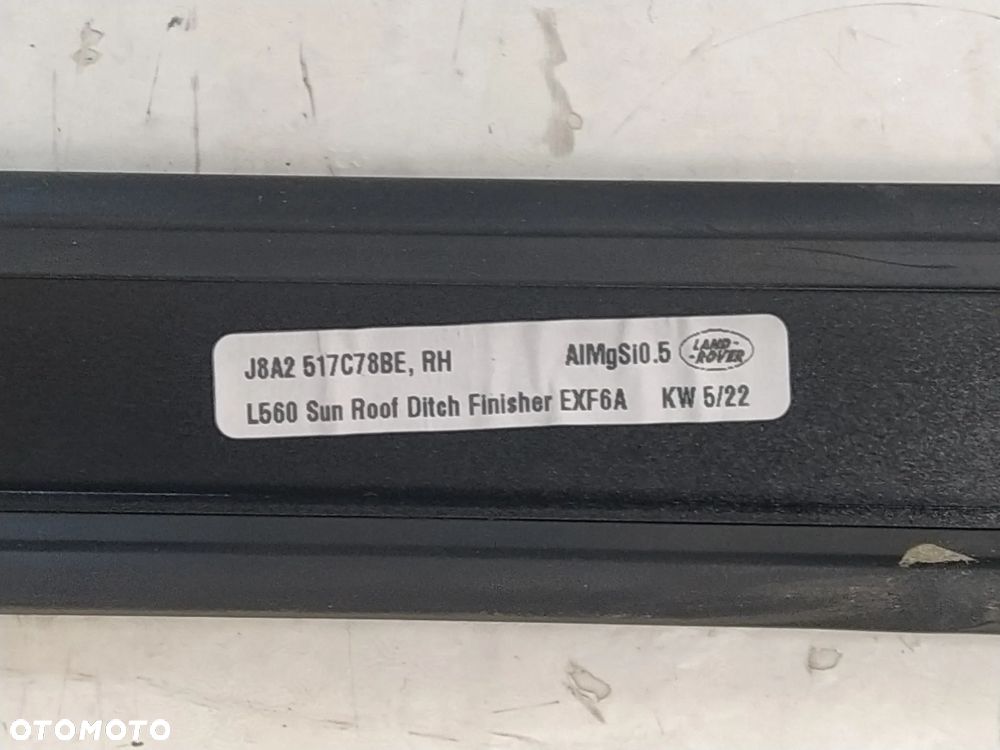 J8A2 517C78BE, RH AlMgSi0.5 LAND-ROVER
L560 Sun Roof Ditch Finisher EXF6A KW 5/22
OTOMOTO